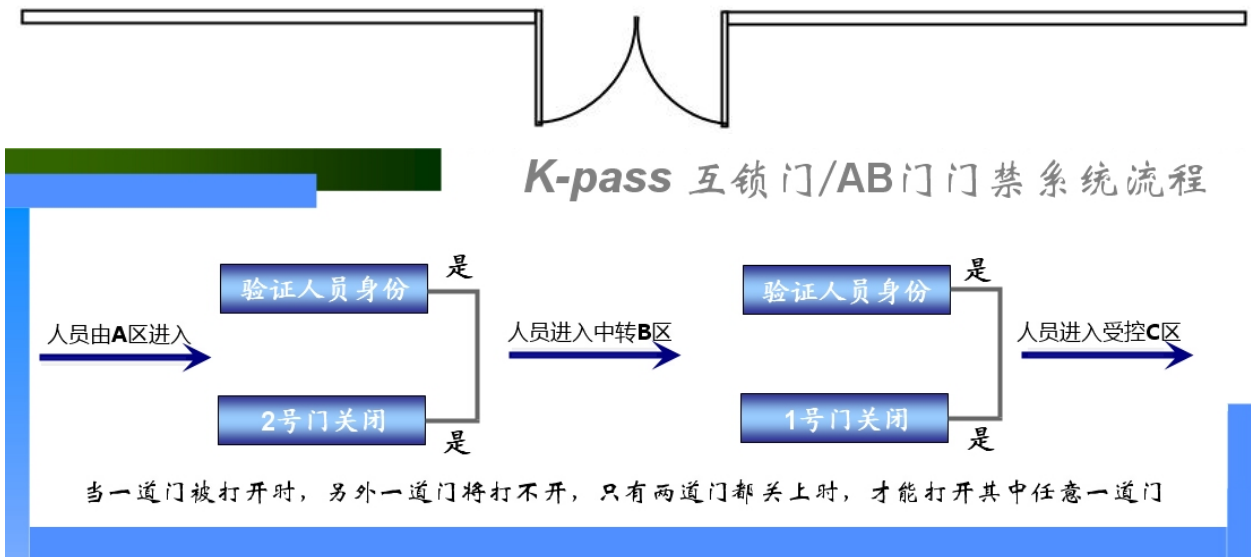 K-pass 互锁门/AB门门禁系统流程
是
是
验证人员身份
验证人员身份
人员由A区进入
人员进入中转B区
人员进入受控C区
2号门关闭
1号门关闭
是
是
当一道门被打开时，另外一道门将打不开，只有两道门都关上时，才能打开其中任意一道门